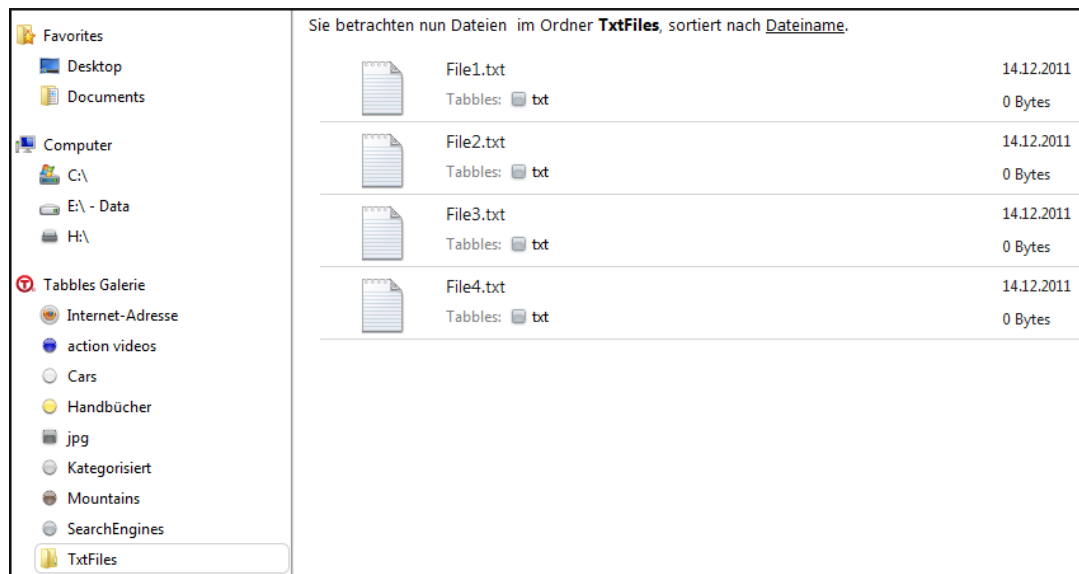 Favorites
Desktop
Documents
Computer
C:\
E:\ - Data
H:\
Tabbles Galerie
Internet-Adresse
action videos
Cars
Handbücher
jpg
Kategorisiert
Mountains
SearchEngines
TxtFiles
Sie betrachten nun Dateien im Ordner TxtFiles, sortiert nach Dateiname.
File1.txt 14.12.2011
Tabbles: txt 0 Bytes
File2.txt 14.12.2011
Tabbles: txt 0 Bytes
File3.txt 14.12.2011
Tabbles: txt 0 Bytes
File4.txt 14.12.2011
Tabbles: txt 0 Bytes